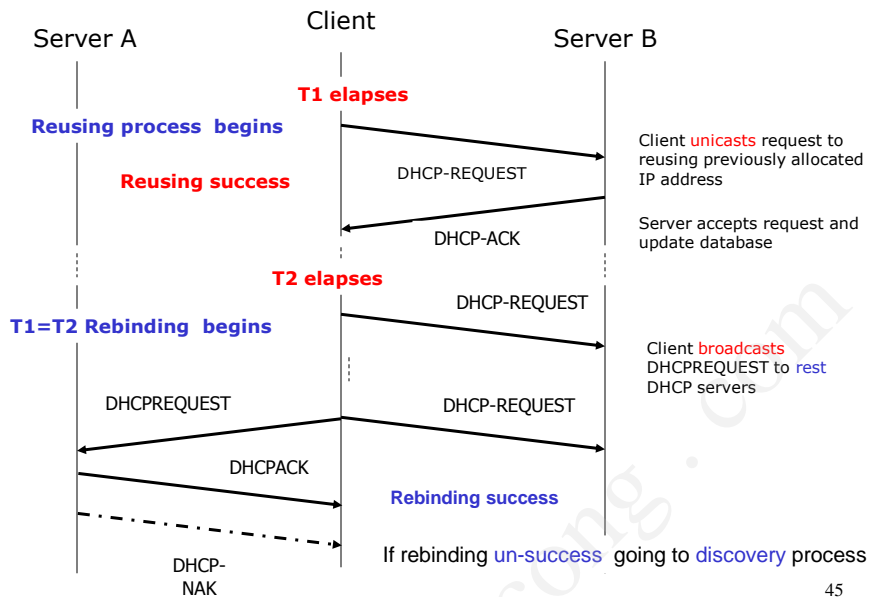 Client
Server A
Server B
T1 elapses
Reusing process begins
Client unicasts request to
reusing previously allocated
IP address
DHCP-REQUEST
Reusing success
Server accepts request and
update database
DHCP-ACK
T2 elapses
DHCP-REQUEST
T1=T2 Rebinding begins
Client broadcasts
DHCPREQUEST to rest
DHCP servers
DHCPREQUEST
DHCP-REQUEST
DHCPACK
Rebinding success
If rebinding un-success going to discovery process
DHCP-
NAK
45
cong . com